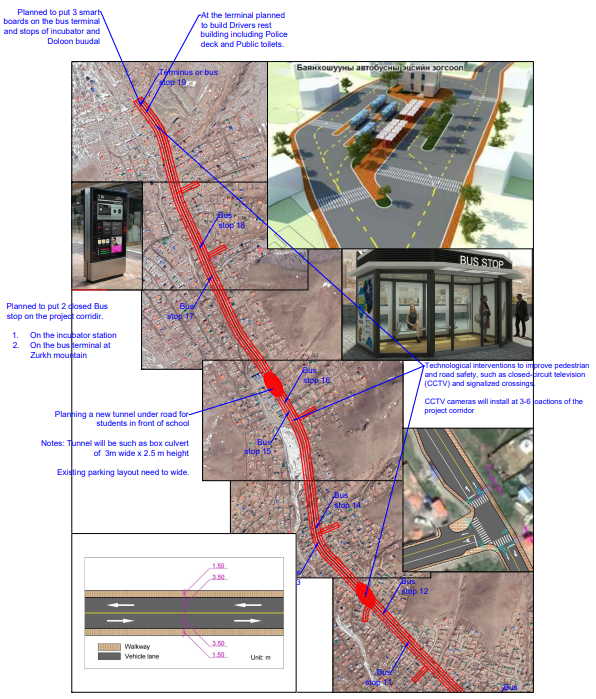 Planned to put 3 smart
boards on the bus terminal
and stops of incubator and
Doloon buudal
At the terminal planned
to build Drivers rest
building including Police
deck and Public toilets.
Терminus or bus
stop 19
Баянхошууны автобусны эцсийн зогсоол
Bus
stop 18
BUS STOP
Planned to put 2 closed Bus
stop on the project corridir.
1. On the incubator station
2. On the bus terminal at
Zurkh mountain
Bus
stop 17
Technological interventions to improve pedestrian
and road safety, such as closed-circuit television
(CCTV) and signalized crossings.
CCTV cameras will install at 3-6 oactions of the
project corridor
Bus
stop 16
Planning a new tunnel under road for
students in front of school
Notes: Tunnel will be such as box culvert
of 3m wide x 2.5 m height
Existing parking layout need to wide.
Bus
stop 15
Bus
stop 14
3
Bus
stop 12
1.50
3.50
3.50
1.50
Walkway
Vehicle lane
Unit: m
Bus
stop 11
Bus